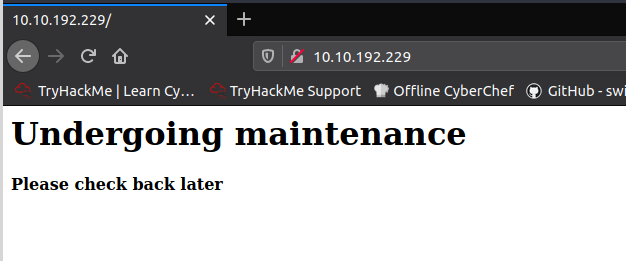 10.10.192.229/
10.10.192.229
TryHackMe | Learn Cy… TryHackMe Support Offline CyberChef GitHub - swi
Undergoing maintenance
Please check back later